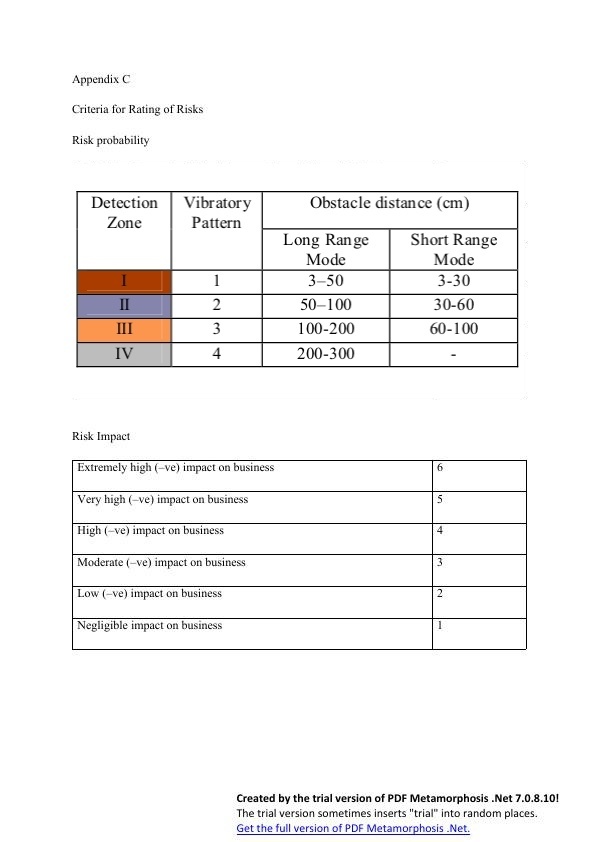 Appendix C
Criteria for Rating of Risks
Risk probability
Detection Zone Vibratory Pattern Obstacle distance (cm)
Long Range Mode Short Range Mode
I 1 3–50 3-30
II 2 50–100 30-60
III 3 100-200 60-100
IV 4 200-300 -
Risk Impact
Extremely high (–ve) impact on business 6
Very high (–ve) impact on business 5
High (–ve) impact on business 4
Moderate (–ve) impact on business 3
Low (–ve) impact on business 2
Negligible impact on business 1
Created by the trial version of PDF Metamorphosis .Net 7.0.8.10!
The trial version sometimes inserts "trial" into random places.
Get the full version of PDF Metamorphosis .Net.